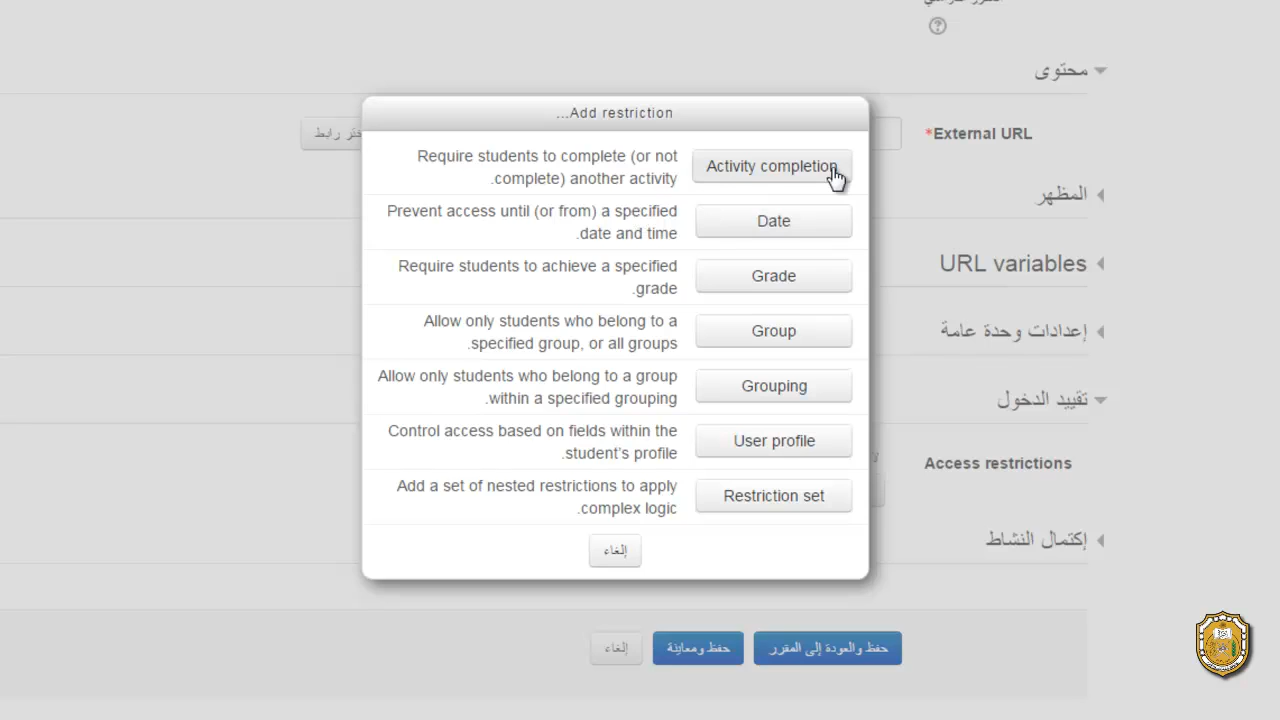 محتوى
*External URL
ختر رابط
المظهر
URL variables
إعدادات وحدة عامة
تقييد الدخول
Access restrictions
إكتمال النشاط
...Add restriction
Activity completion
Require students to complete (or not
.complete) another activity
Date
Prevent access until (or from) a specified
.date and time
Grade
Require students to achieve a specified
.grade
Group
Allow only students who belong to a
.specified group, or all groups
Grouping
Allow only students who belong to a group
.within a specified grouping
User profile
Control access based on fields within the
.student's profile
Restriction set
Add a set of nested restrictions to apply
.complex logic
إلغاء
حفظ والعودة إلى المقرر
حفظ ومعاينة
إلغاء